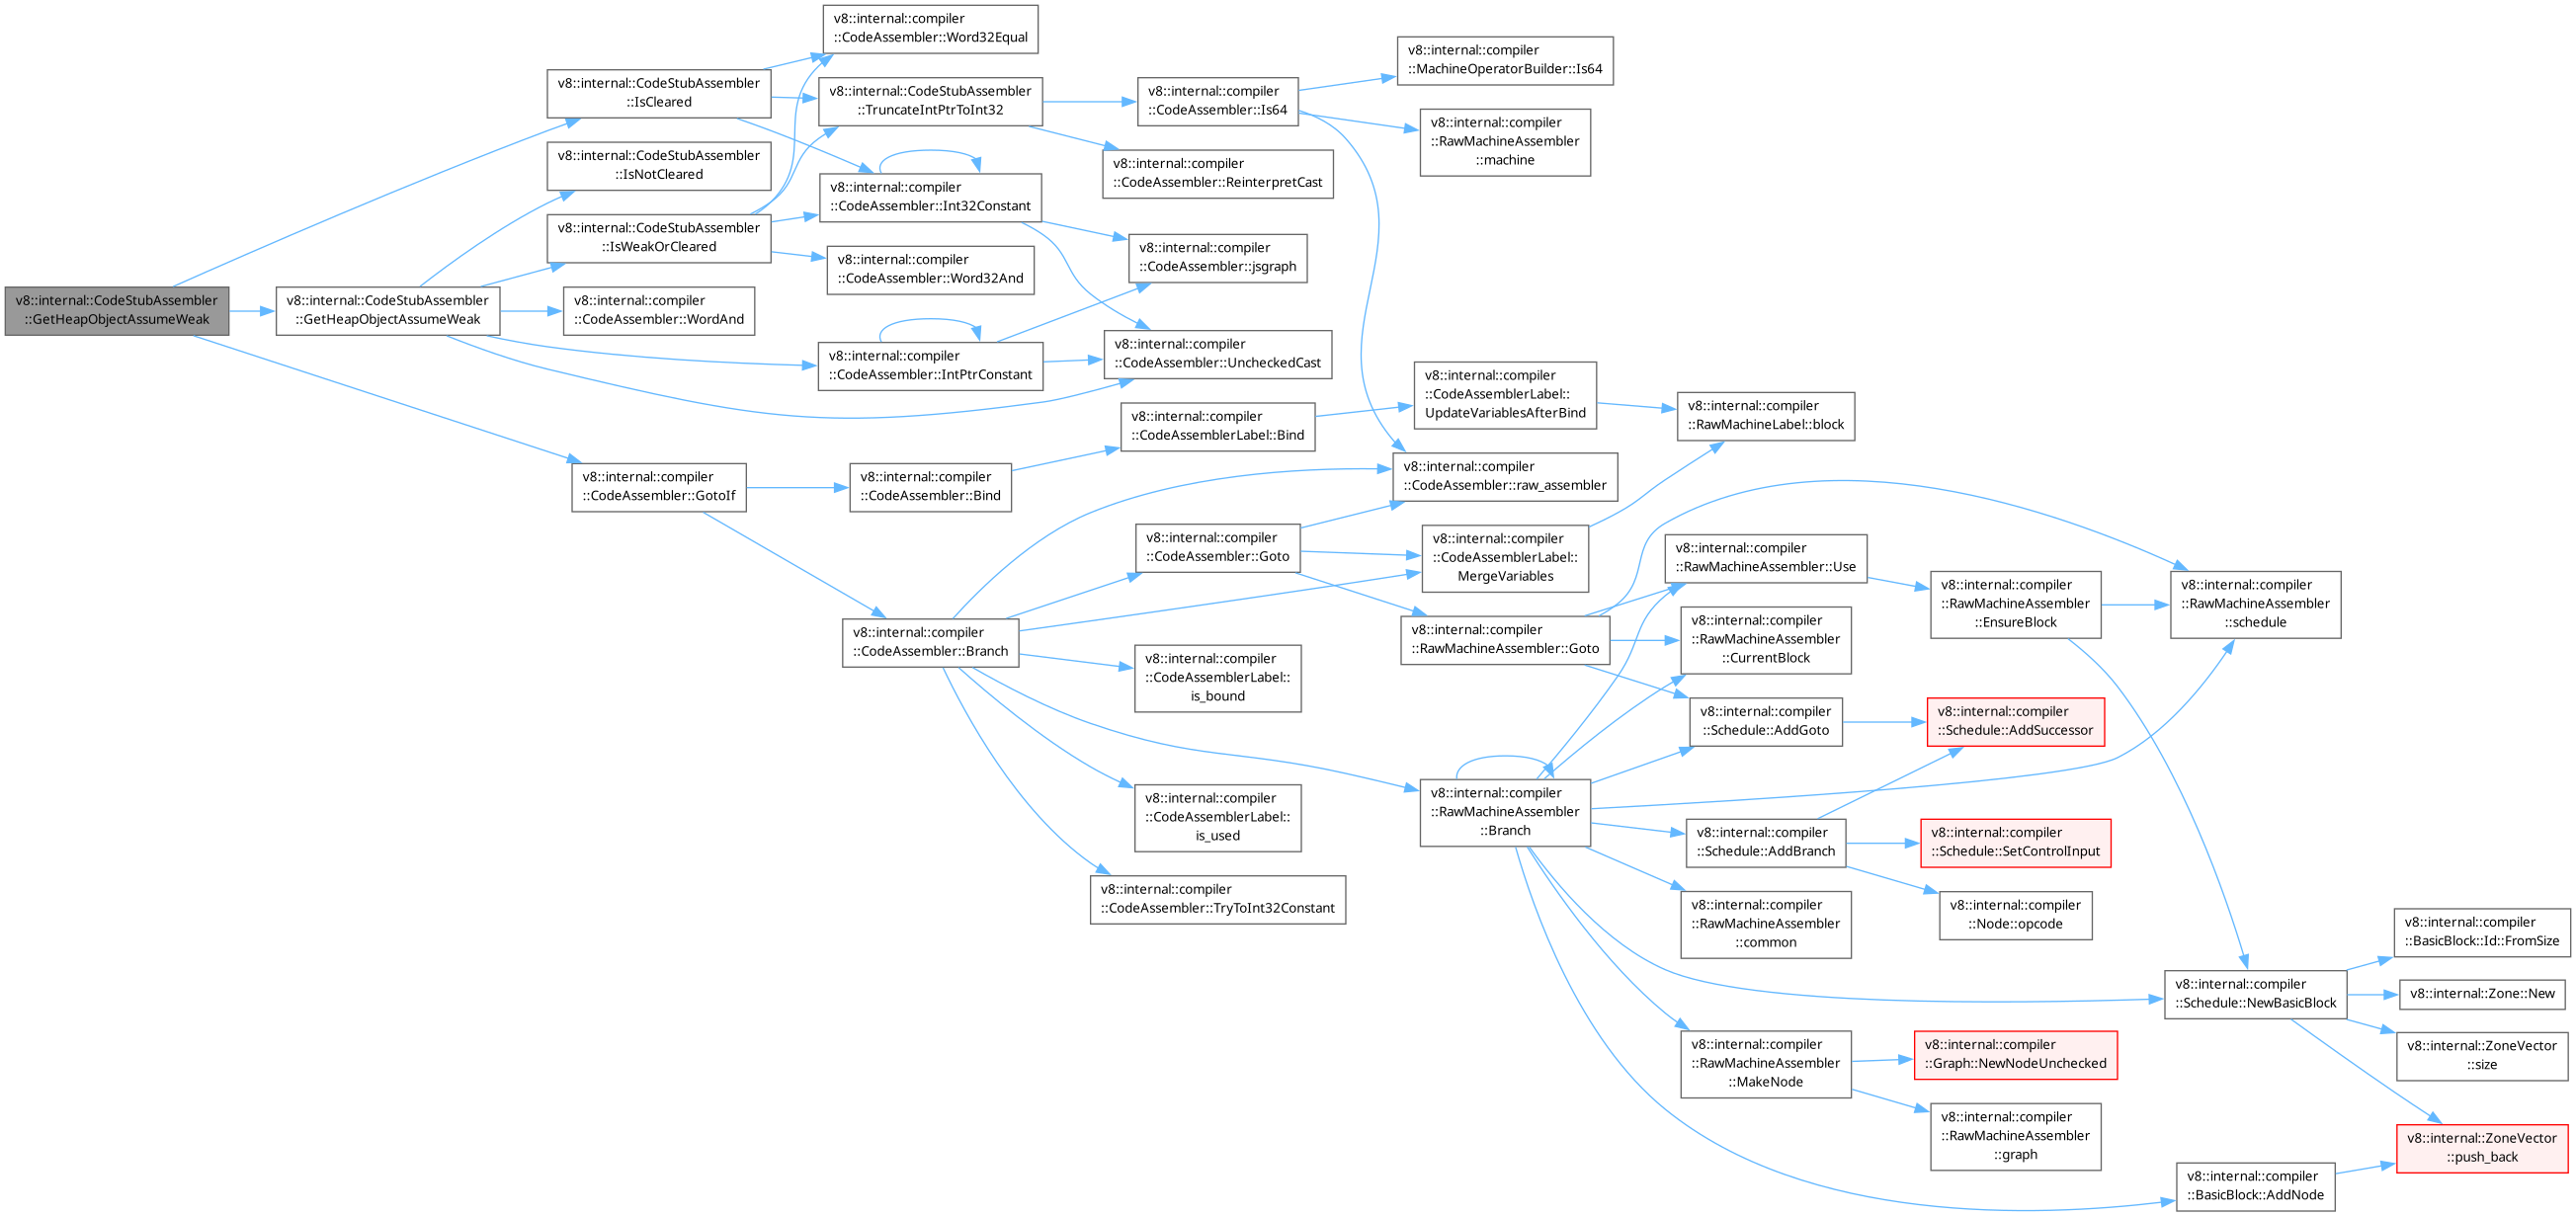 v8::internal::CodeStubAssembler
::GetHeapObjectAssumeWeak
v8::internal::CodeStubAssembler
::IsCleared
v8::internal::CodeStubAssembler
::IsNotCleared
v8::internal::CodeStubAssembler
::IsWeakOrCleared
v8::internal::CodeStubAssembler
::GetHeapObjectAssumeWeak
v8::internal::compiler
::CodeAssembler::WordAnd
v8::internal::compiler
::CodeAssembler::GotoIf
v8::internal::compiler
::CodeAssembler::Word32Equal
v8::internal::CodeStubAssembler
::TruncateIntPtrToInt32
v8::internal::compiler
::CodeAssembler::Int32Constant
v8::internal::compiler
::CodeAssembler::Word32And
v8::internal::compiler
::CodeAssembler::IntPtrConstant
v8::internal::compiler
::CodeAssembler::Bind
v8::internal::compiler
::CodeAssembler::Branch
v8::internal::compiler
::CodeAssembler::Is64
v8::internal::compiler
::CodeAssembler::ReinterpretCast
v8::internal::compiler
::CodeAssembler::jsgraph
v8::internal::compiler
::CodeAssembler::UncheckedCast
v8::internal::compiler
::CodeAssemblerLabel::Bind
v8::internal::compiler
::CodeAssembler::Goto
v8::internal::compiler
::CodeAssemblerLabel::
is_bound
v8::internal::compiler
::CodeAssemblerLabel::
is_used
v8::internal::compiler
::CodeAssembler::TryToInt32Constant
v8::internal::compiler
::MachineOperatorBuilder::Is64
v8::internal::compiler
::RawMachineAssembler
::machine
v8::internal::compiler
::CodeAssemblerLabel::
UpdateVariablesAfterBind
v8::internal::compiler
::CodeAssembler::raw_assembler
v8::internal::compiler
::CodeAssemblerLabel::
MergeVariables
v8::internal::compiler
::RawMachineAssembler::Goto
v8::internal::compiler
::RawMachineAssembler
::Branch
v8::internal::compiler
::RawMachineLabel::block
v8::internal::compiler
::RawMachineAssembler::Use
v8::internal::compiler
::RawMachineAssembler
::CurrentBlock
v8::internal::compiler
::Schedule::AddGoto
v8::internal::compiler
::Schedule::AddBranch
v8::internal::compiler
::RawMachineAssembler
::common
v8::internal::compiler
::RawMachineAssembler
::MakeNode
v8::internal::compiler
::RawMachineAssembler
::EnsureBlock
v8::internal::compiler
::Schedule::AddSuccessor
v8::internal::compiler
::Schedule::SetControlInput
v8::internal::compiler
::Node::opcode
v8::internal::compiler
::Graph::NewNodeUnchecked
v8::internal::compiler
::RawMachineAssembler
::graph
v8::internal::compiler
::RawMachineAssembler
::schedule
v8::internal::compiler
::Schedule::NewBasicBlock
v8::internal::compiler
::BasicBlock::AddNode
v8::internal::compiler
::BasicBlock::Id::FromSize
v8::internal::Zone::New
v8::internal::ZoneVector
::size
v8::internal::ZoneVector
::push_back